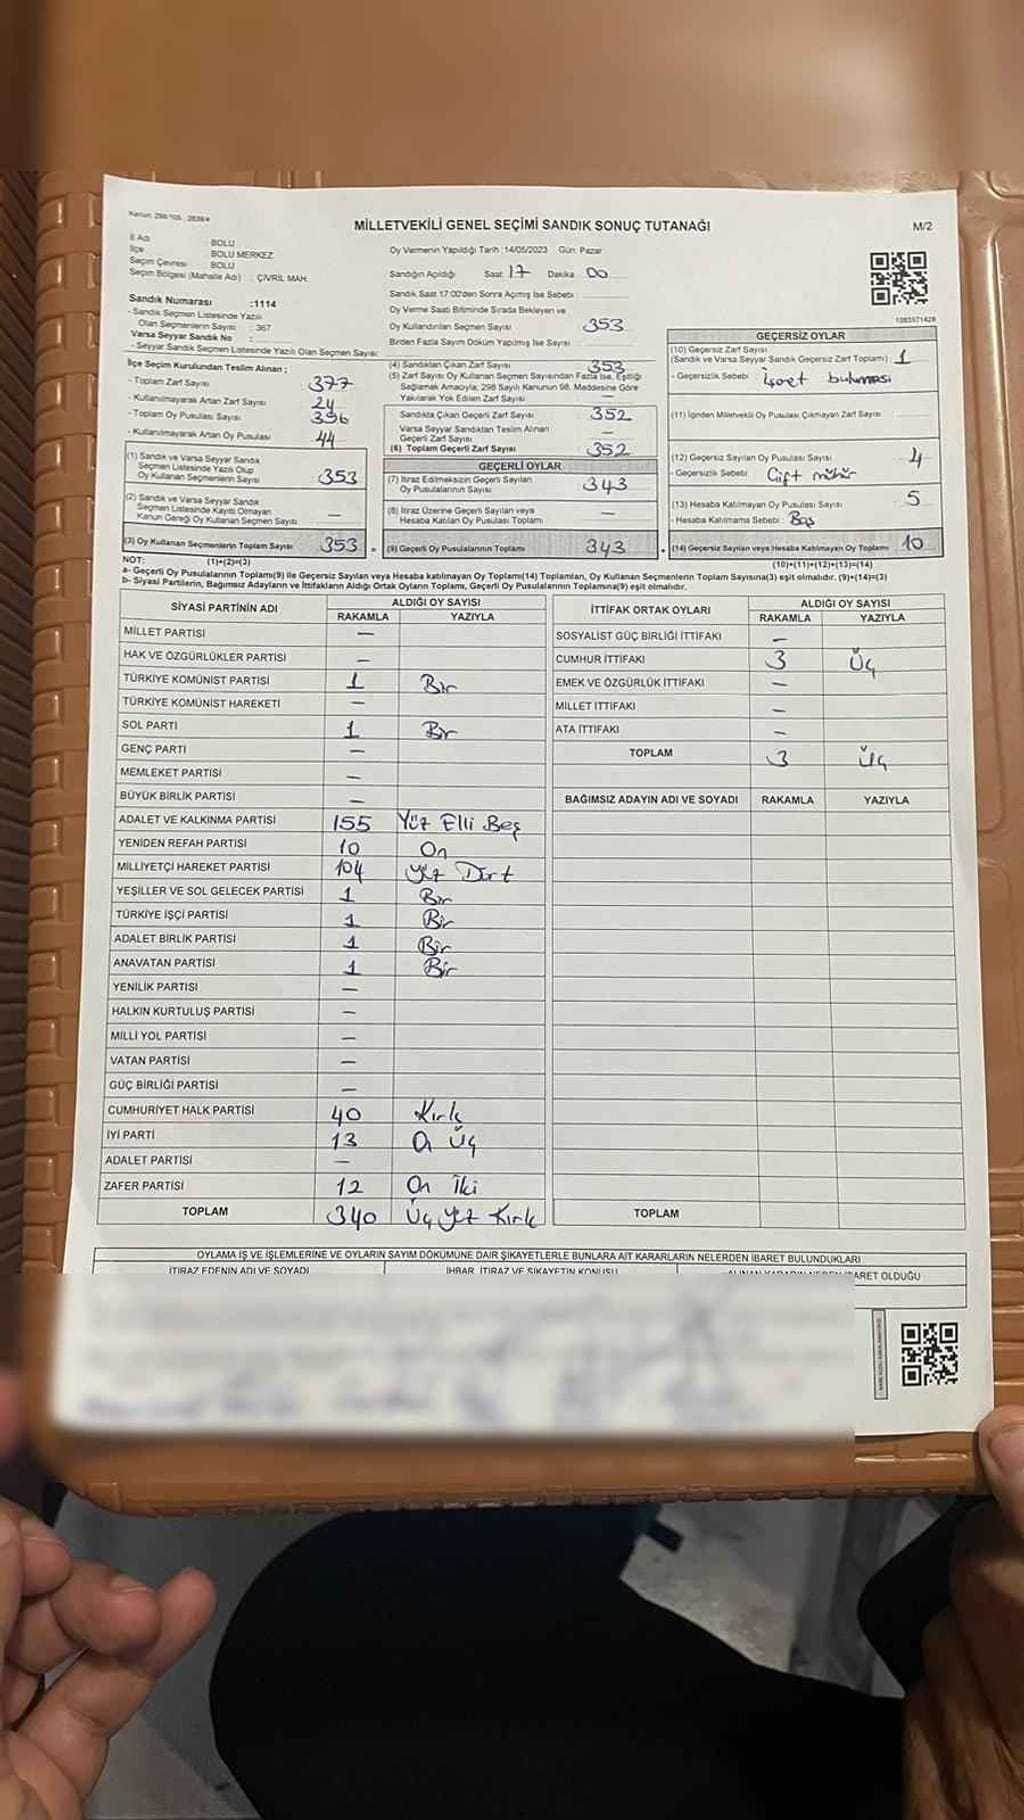 Kanun: 298/105, 2839/4
MİLLETVEKİLİ GENEL SEÇİMİ SANDIK SONUÇ TUTANAĞI
M/2
İl Adı : BOLU
İlçe : BOLU MERKEZ
Seçim Çevresi : BOLU
Seçim Bölgesi (Mahalle Adı) : ÇİVRİL MAH.
Oy Vermenin Yapıldığı Tarih :14/05/2023 Gün: Pazar
Sandığın Açıldığı Saat 17 Dakika 00
Sandık Saat 17:00'den Sonra Açmış İse Sebebi
Sandık Numarası :1114
- Sandık Seçmen Listesinde Yazılı
Olan Seçmenlerin Sayısı : 367
Varsa Seyyar Sandık No :
- Seyyar Sandık Seçmen Listesinde Yazılı Olan Seçmen Sayısı:
Oy Verme Saati Bitiminde Sırada Bekleyen ve
Oy Kullandırılan Seçmen Sayısı 353
Birden Fazla Sayım Döküm Yapılmış İse Sayısı
1083571428
İlçe Seçim Kurulundan Teslim Alınan ;
- Toplam Zarf Sayısı 377
- Kullanılmayarak Artan Zarf Sayısı 24
- Toplam Oy Pusulası Sayısı 396
- Kullanılmayarak Artan Oy Pusulası 44
(1) Sandık ve Varsa Seyyar Sandık
Seçmen Listesinde Yazılı Olup
Oy Kullanan Seçmenlerin Sayısı 353
(2) Sandık ve Varsa Seyyar Sandık
Seçmen Listesinde Kayıtlı Olmayan
Kanun Gereği Oy Kullanan Seçmen Sayısı —
(3) Oy Kullanan Seçmenlerin Toplam Sayısı 353
(1)+(2)=(3)
(4) Sandıktan Çıkan Zarf Sayısı 353
(5) Zarf Sayısı Oy Kullanan Seçmen Sayısından Fazla İse, Eşitliği
Sağlamak Amacıyla; 298 Sayılı Kanunun 98. Maddesine Göre
Yakılarak Yok Edilen Zarf Sayısı —
Sandıkta Çıkan Geçerli Zarf Sayısı 352
Varsa Seyyar Sandıktan Teslim Alınan
Geçerli Zarf Sayısı —
(6) Toplam Geçerli Zarf Sayısı 352
GEÇERLİ OYLAR
(7) İtiraz Edilmeksizin Geçerli Sayılan
Oy Pusulalarının Sayısı 343
(8) İtiraz Üzerine Geçerli Sayılan veya
Hesaba Katılan Oy Pusulası Toplamı —
= (9) Geçerli Oy Pusulalarının Toplamı 343
GEÇERSİZ OYLAR
(10) Geçersiz Zarf Sayısı
(Sandık ve Varsa Seyyar Sandık Geçersiz Zarf Toplamı) 1
- Geçersizlik Sebebi : İşaret bulunması
(11) İçinden Milletvekili Oy Pusulası Çıkmayan Zarf Sayısı
(12) Geçersiz Sayılan Oy Pusulası Sayısı 4
- Geçersizlik Sebebi : Çift mühür
(13) Hesaba Katılmayan Oy Pusulası Sayısı 5
- Hesaba Katılmama Sebebi : Boş
+ (14) Geçersiz Sayılan veya Hesaba Katılmayan Oy Toplamı 10
(10)+(11)+(12)+(13)=(14)
NOT:
a- Geçerli Oy Pusulalarının Toplamı(9) ile Geçersiz Sayılan veya Hesaba katılmayan Oy Toplamı(14) Toplamları, Oy Kullanan Seçmenlerin Toplam Sayısına(3) eşit olmalıdır. (9)+(14)=(3)
b- Siyasi Partilerin, Bağımsız Adayların ve İttifakların Aldığı Ortak Oyların Toplamı, Geçerli Oy Pusulalarının Toplamına(9) eşit olmalıdır.
SİYASİ PARTİNİN ADI ALDIĞI OY SAYISI
RAKAMLA YAZIYLA
MİLLET PARTİSİ —
HAK VE ÖZGÜRLÜKLER PARTİSİ —
TÜRKİYE KOMÜNİST PARTİSİ 1 Bir
TÜRKİYE KOMÜNİST HAREKETİ —
SOL PARTİ 1 Bir
GENÇ PARTİ —
MEMLEKET PARTİSİ —
BÜYÜK BİRLİK PARTİSİ —
ADALET VE KALKINMA PARTİSİ 155 Yüz Elli Beş
YENİDEN REFAH PARTİSİ 10 On
MİLLİYETÇİ HAREKET PARTİSİ 104 Yüz Dört
YEŞİLLER VE SOL GELECEK PARTİSİ 1 Bir
TÜRKİYE İŞÇİ PARTİSİ 1 Bir
ADALET BİRLİK PARTİSİ 1 Bir
ANAVATAN PARTİSİ 1 Bir
YENİLİK PARTİSİ —
HALKIN KURTULUŞ PARTİSİ —
MİLLİ YOL PARTİSİ —
VATAN PARTİSİ —
GÜÇ BİRLİĞİ PARTİSİ —
CUMHURİYET HALK PARTİSİ 40 Kırk
İYİ PARTİ 13 On Üç
ADALET PARTİSİ —
ZAFER PARTİSİ 12 On İki
TOPLAM 340 Üç Yüz Kırk
İTTİFAK ORTAK OYLARI ALDIĞI OY SAYISI
RAKAMLA YAZIYLA
SOSYALİST GÜÇ BİRLİĞİ İTTİFAKI —
CUMHUR İTTİFAKI 3 Üç
EMEK VE ÖZGÜRLÜK İTTİFAKI —
MİLLET İTTİFAKI —
ATA İTTİFAKI —
TOPLAM 3 Üç
BAĞIMSIZ ADAYIN ADI VE SOYADI RAKAMLA YAZIYLA
TOPLAM
OYLAMA İŞ VE İŞLEMLERİNE VE OYLARIN SAYIM DÖKÜMÜNE DAİR ŞİKAYETLERLE BUNLARA AİT KARARLARIN NELERDEN İBARET BULUNDUKLARI
İTİRAZ EDENİN ADI VE SOYADI İHBAR, İTİRAZ VE ŞİKAYETİN KONUSU İBARET OLDUĞU